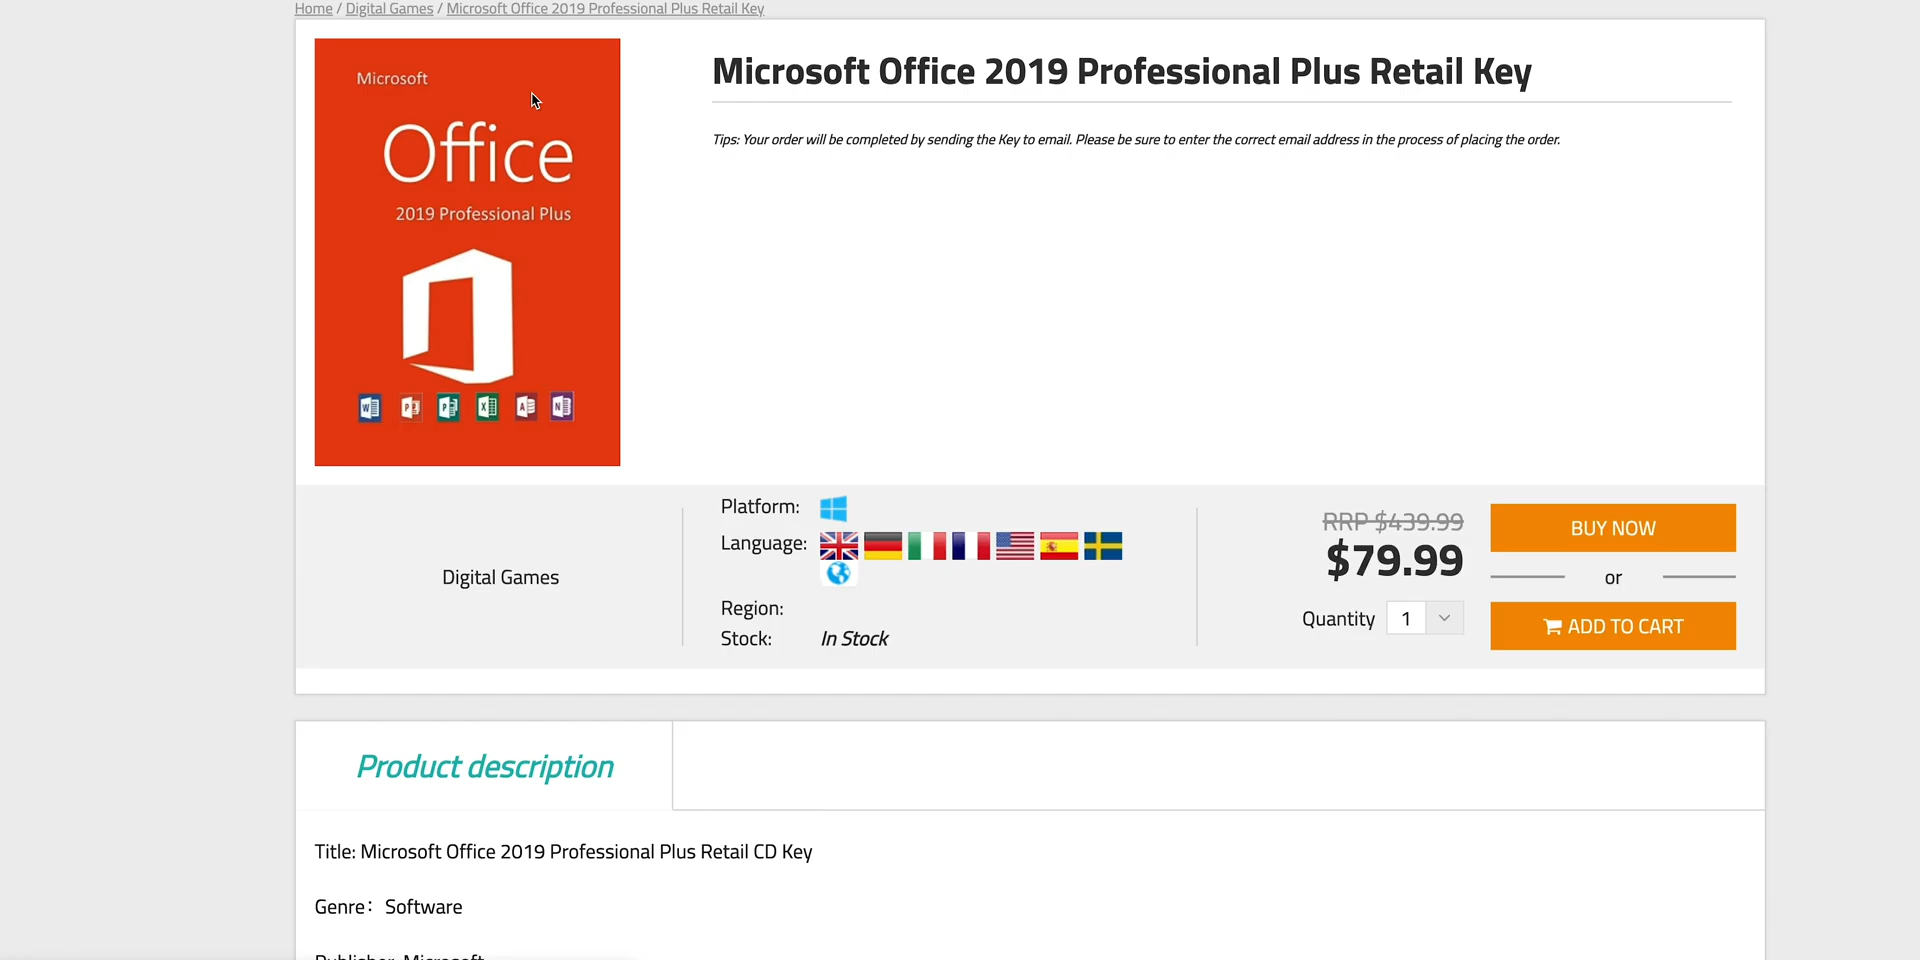 Home / Digital Games / Microsoft Office 2019 Professional Plus Retail Key
Microsoft
Office
2019 Professional Plus
W P P X A N
Microsoft Office 2019 Professional Plus Retail Key
Tips: Your order will be completed by sending the Key to email. Please be sure to enter the correct email address in the process of placing the order.
Digital Games
Platform:
Language:
Region:
Stock: In Stock
RRP $439.99
$79.99
Quantity 1
BUY NOW
or
ADD TO CART
Product description
Title: Microsoft Office 2019 Professional Plus Retail CD Key
Genre： Software
Publisher Microsoft